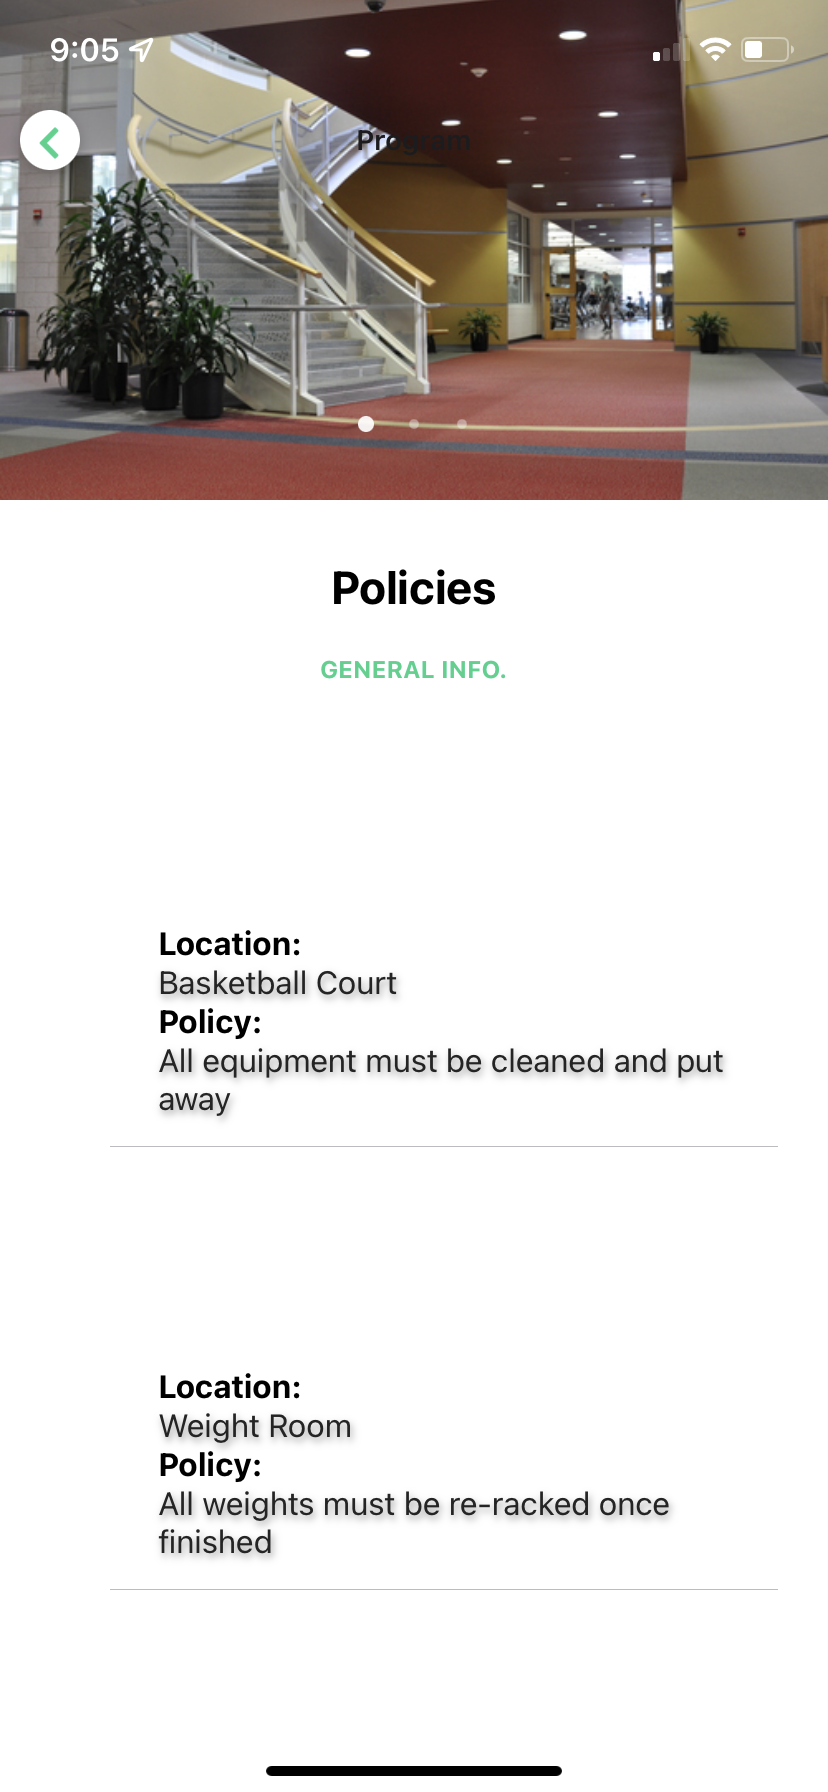 9:05
Program
Policies
GENERAL INFO.
Location:
Basketball Court
Policy:
All equipment must be cleaned and put
away
Location:
Weight Room
Policy:
All weights must be re-racked once
finished